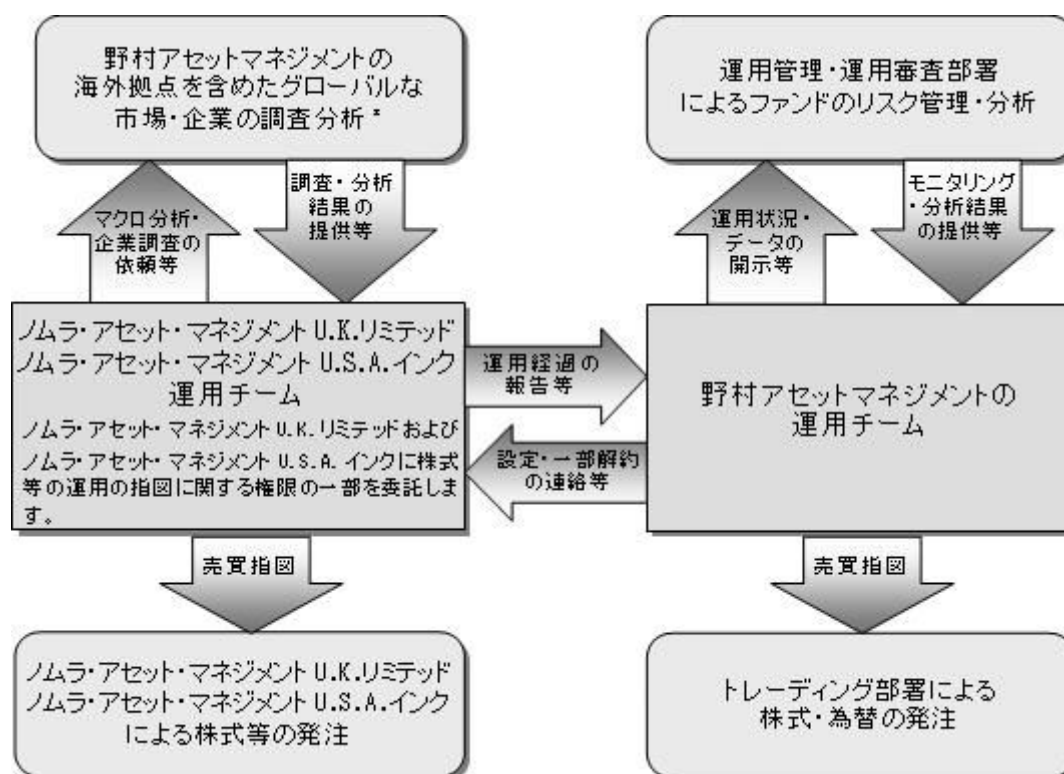 野村アセットマネジメントの
海外拠点を含めたグローバルな
市場・企業の調査分析*
運用管理・運用審査部署
によるファンドのリスク管理・分析
マクロ分析・
企業調査の
依頼等
調査・分析
結果の
提供等
運用状況・
データの
開示等
モニタリング
・分析結果
の提供等
ノムラ・アセット・マネジメントU.K.リミテッド
ノムラ・アセット・マネジメントU.S.A.インク
運用チーム
ノムラ・アセット・マネジメントU.K.リミテッドおよび
ノムラ・アセット・マネジメントU.S.A.インクに株式
等の運用の指図に関する権限の一部を委託しま
す。
運用経過の
報告等
設定・一部解約
の連絡等
野村アセットマネジメントの
運用チーム
売買指図
売買指図
ノムラ・アセット・マネジメントU.K.リミテッド
ノムラ・アセット・マネジメントU.S.A.インク
による株式等の発注
トレーディング部署による
株式・為替の発注